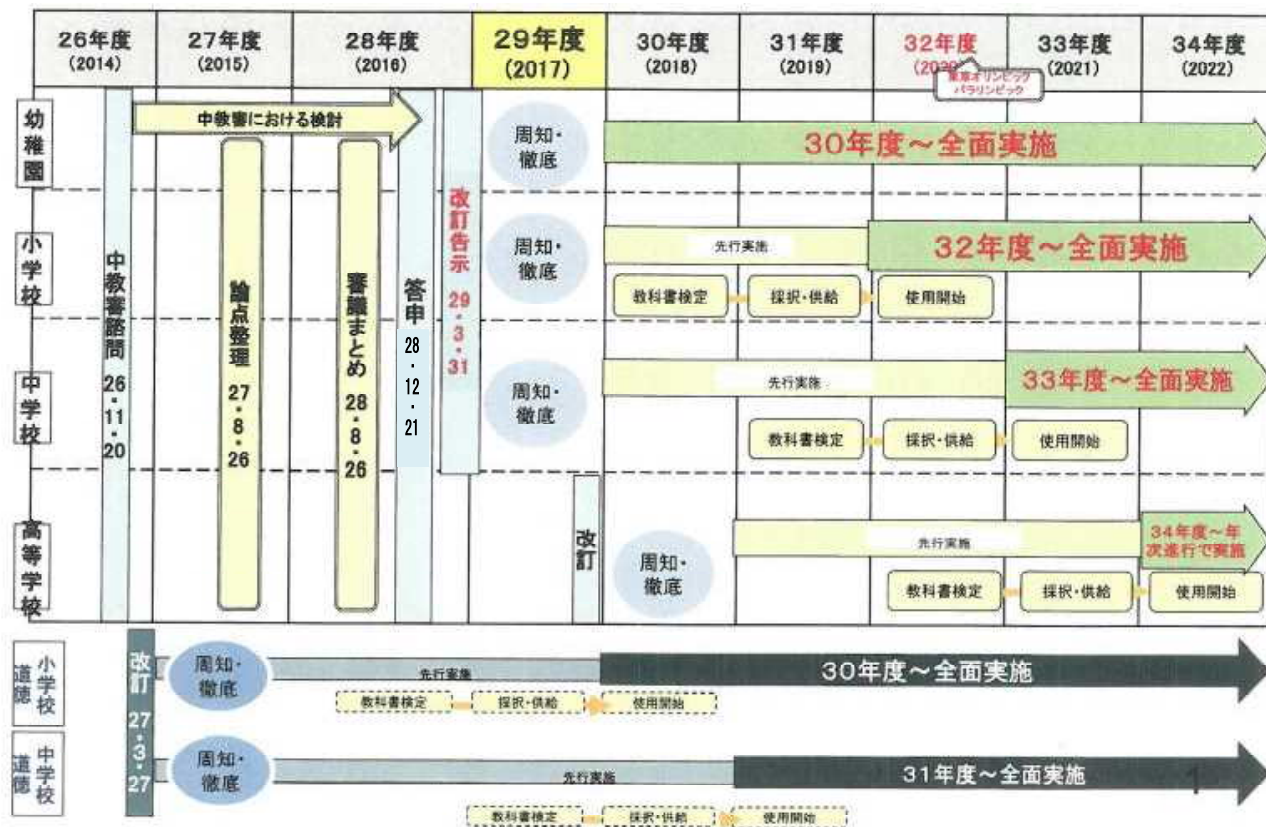 26年度
(2014)
27年度
(2015)
28年度
(2016)
29年度
(2017)
30年度
(2018)
31年度
(2019)
32年度
東京オリンピック
パラリンピック
33年度
(2021)
34年度
(2022)
幼稚園
中教審における検討
周知・
徹底
30年度～全面実施
小学校
周知・
徹底
先行実施
32年度～全面実施
教科書検定
採択・供給
使用開始
中教審諮問 26・11・20
論点整理 27・8・26
審議まとめ 28・8・26
答申 28・12・21
改訂告示 29・3・31
中学校
周知・
徹底
先行実施
33年度～全面実施
教科書検定
採択・供給
使用開始
高等学校
改訂
周知・
徹底
先行実施
34年度～年
次進行で実施
教科書検定
採択・供給
使用開始
小学校
道徳
改訂 27・3・27
周知・
徹底
先行実施
30年度～全面実施
教科書検定
採択・供給
使用開始
中学校
道徳
周知・
徹底
先行実施
31年度～全面実施
1
教科書検定
採択・供給
使用開始